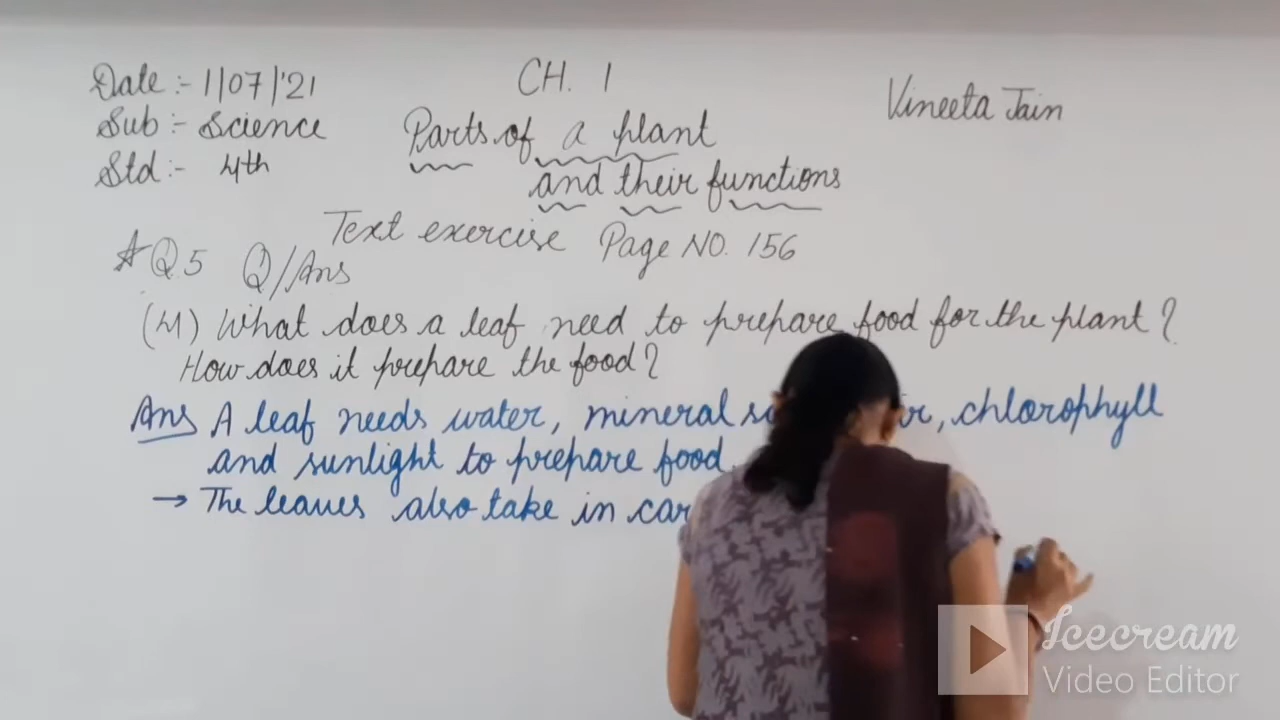 Date :- 1/07/'21
Sub :- Science
Std :- 4th
CH. 1
Parts of a plant
and their functions
Vineeta Jain
Text exercise Page NO. 156
Q5 Q/Ans
(4) What does a leaf need to prepare food for the plant?
How does it prepare the food?
Ans A leaf needs water, mineral chlorophyll
and sunlight to prepare food.
→ The leaves also take in
Icecream
Video Editor